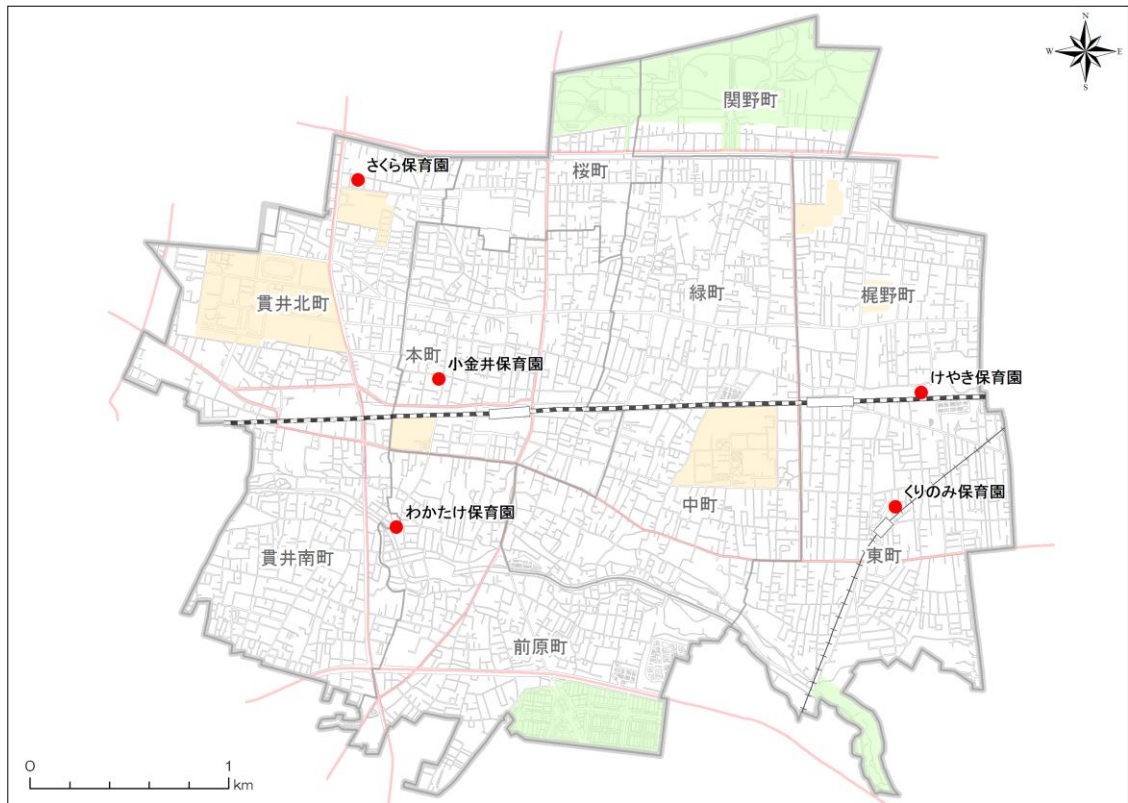 N
W
E
S
関野町
さくら保育園
桜町
貫井北町
緑町
梶野町
本町
小金井保育園
けやき保育園
わかたけ保育園
中町
くりのみ保育園
貫井南町
東町
前原町
0
1
km